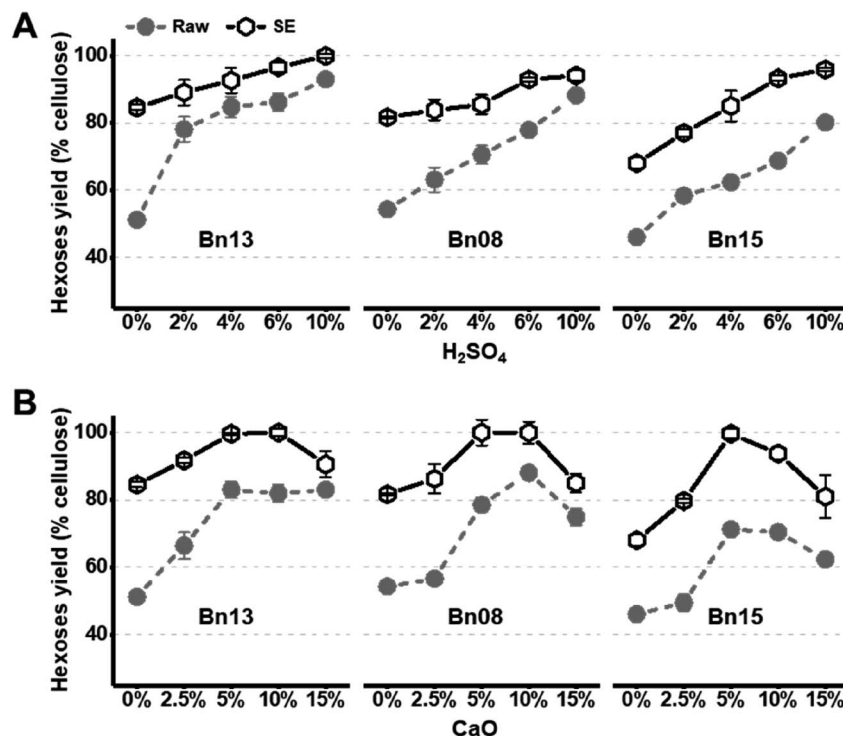 A
Raw SE
Hexoses yield (% cellulose)
100
80
60
40
Bn13 Bn08 Bn15
0% 2% 4% 6% 10% 0% 2% 4% 6% 10% 0% 2% 4% 6% 10%
H₂SO₄
B
Hexoses yield (% cellulose)
100
80
60
40
Bn13 Bn08 Bn15
0% 2.5% 5% 10% 15% 0% 2.5% 5% 10% 15% 0% 2.5% 5% 10% 15%
CaO